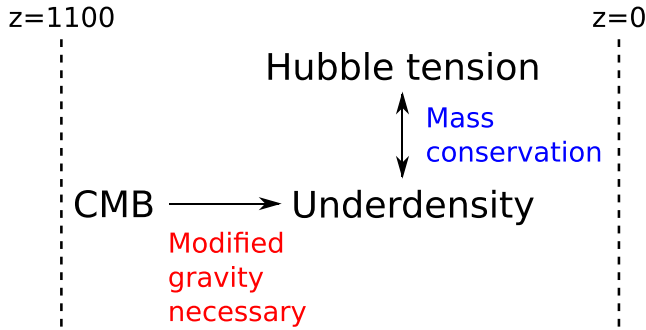 z=1100
z=0
Hubble tension
Mass
conservation
CMB
Underdensity
Modified
gravity
necessary